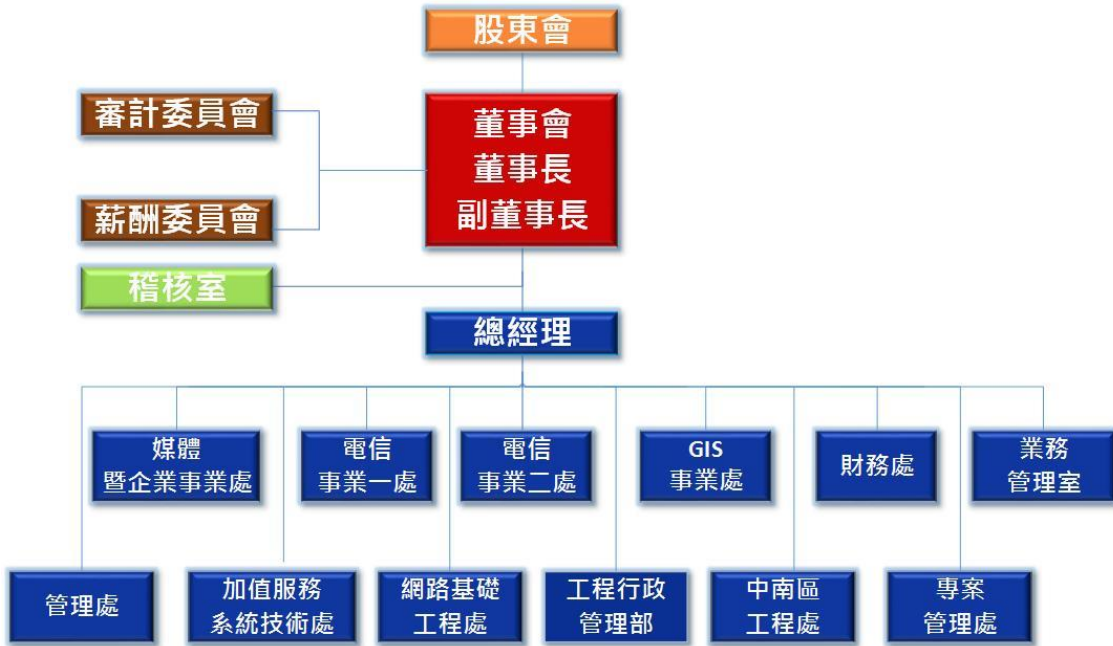 股東會
審計委員會
董事會
董事長
副董事長
薪酬委員會
稽核室
總經理
媒體
暨企業事業處
電信
事業一處
電信
事業二處
GIS
事業處
財務處
業務
管理室
管理處
加值服務
系統技術處
網路基礎
工程處
工程行政
管理部
中南區
工程處
專案
管理處